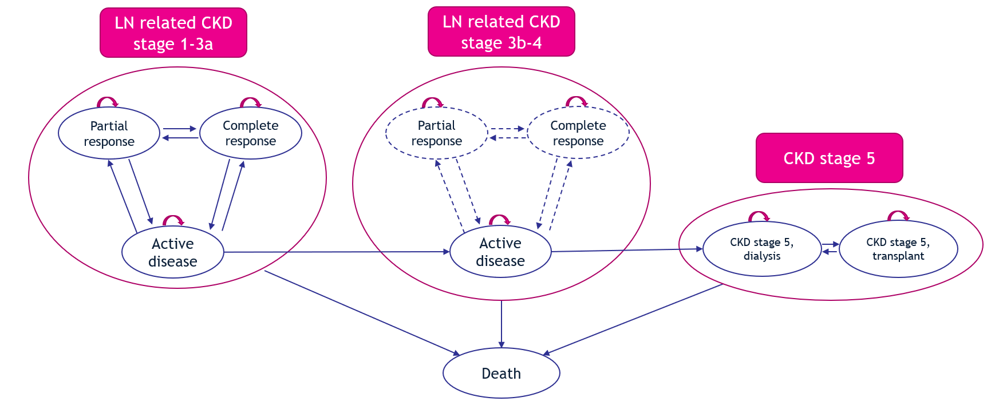 LN related CKD
stage 1-3a
LN related CKD
stage 3b-4
CKD stage 5
Partial
response
Complete
response
Active
disease
Partial
response
Complete
response
Active
disease
CKD stage 5,
dialysis
CKD stage 5,
transplant
Death